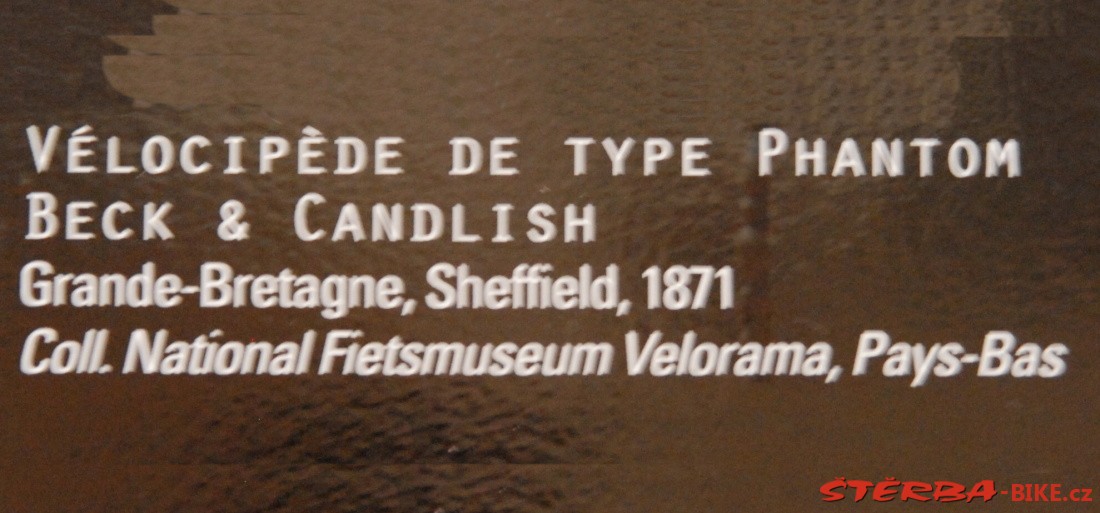 VÉLOCIPÈDE DE TYPE PHANTOM
BECK & CANDLISH
Grande-Bretagne, Sheffield, 1871
Coll. National Fietsmuseum Velorama, Pays-Bas
ŠTĚRBA-BIKE.cz